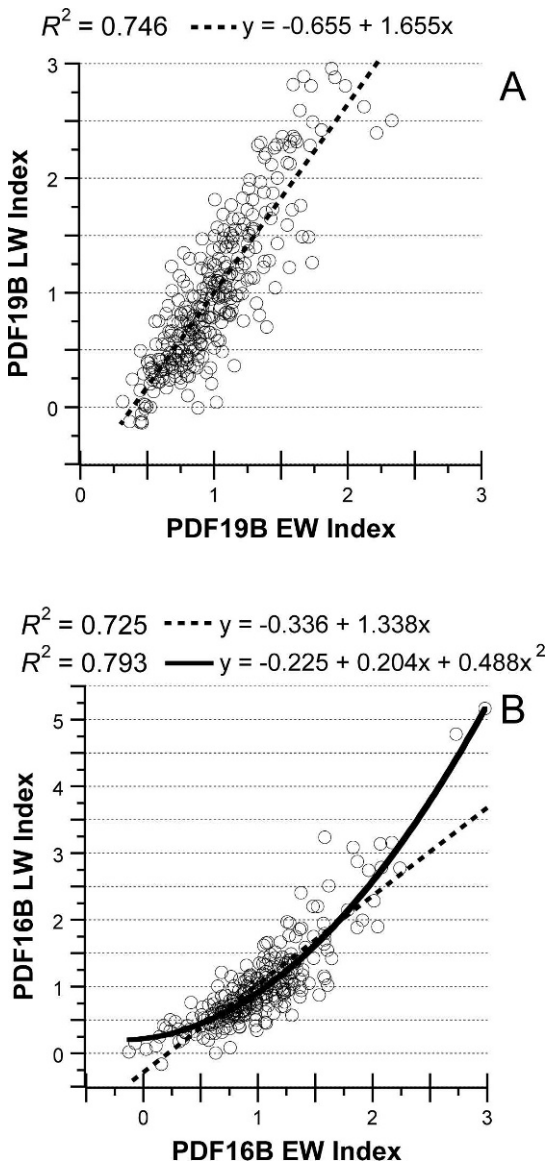 R² = 0.746 y = -0.655 + 1.655x
A
3
2
1
0
PDF19B LW Index
0 1 2 3
PDF19B EW Index
R² = 0.725 y = -0.336 + 1.338x
R² = 0.793 y = -0.225 + 0.204x + 0.488x²
B
5
4
3
2
1
0
PDF16B LW Index
0 1 2 3
PDF16B EW Index